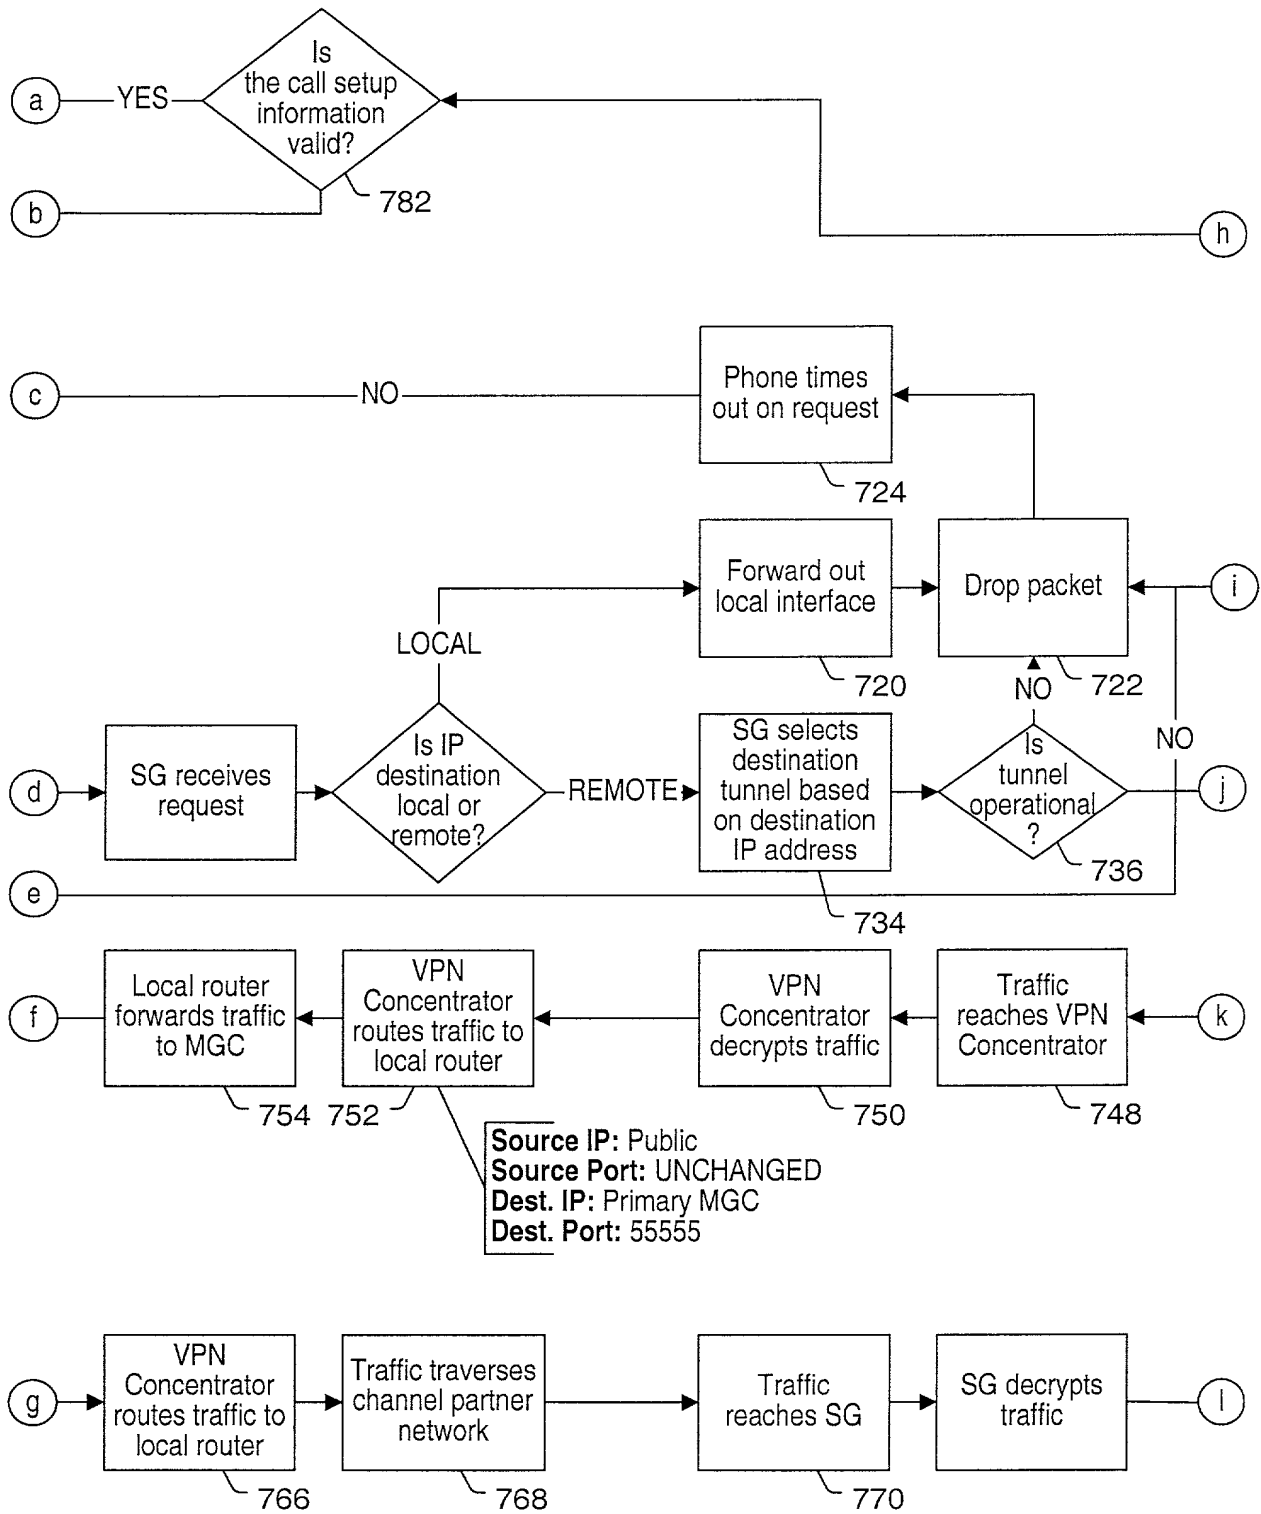 Is
the call setup
information
valid?
a
YES
782
b
h
Phone times
out on request
c
NO
724
Forward out
local interface
Drop packet
i
LOCAL
720
NO
722
SG receives
request
Is IP
destination
local or
remote?
REMOTE
SG selects
destination
tunnel based
on destination
IP address
Is
tunnel
operational
?
NO
d
j
736
e
734
Local router
forwards traffic
to MGC
VPN
Concentrator
routes traffic to
local router
VPN
Concentrator
decrypts traffic
Traffic
reaches VPN
Concentrator
f
k
754
752
750
748
Source IP: Public
Source Port: UNCHANGED
Dest. IP: Primary MGC
Dest. Port: 55555
VPN
Concentrator
routes traffic to
local router
Traffic traverses
channel partner
network
Traffic
reaches SG
SG decrypts
traffic
g
l
766
768
770